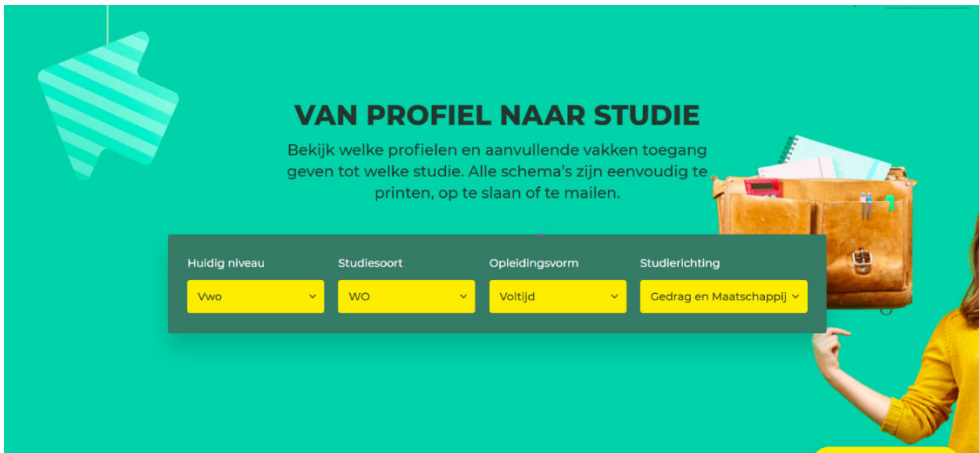 VAN PROFIEL NAAR STUDIE
Bekijk welke profielen en aanvullende vakken toegang
geven tot welke studie. Alle schema's zijn eenvoudig te
printen, op te slaan of te mailen.
Huidig niveau Studiesoort Opleidingsvorm Studierichting
Vwo WO Voltijd Gedrag en Maatschappij